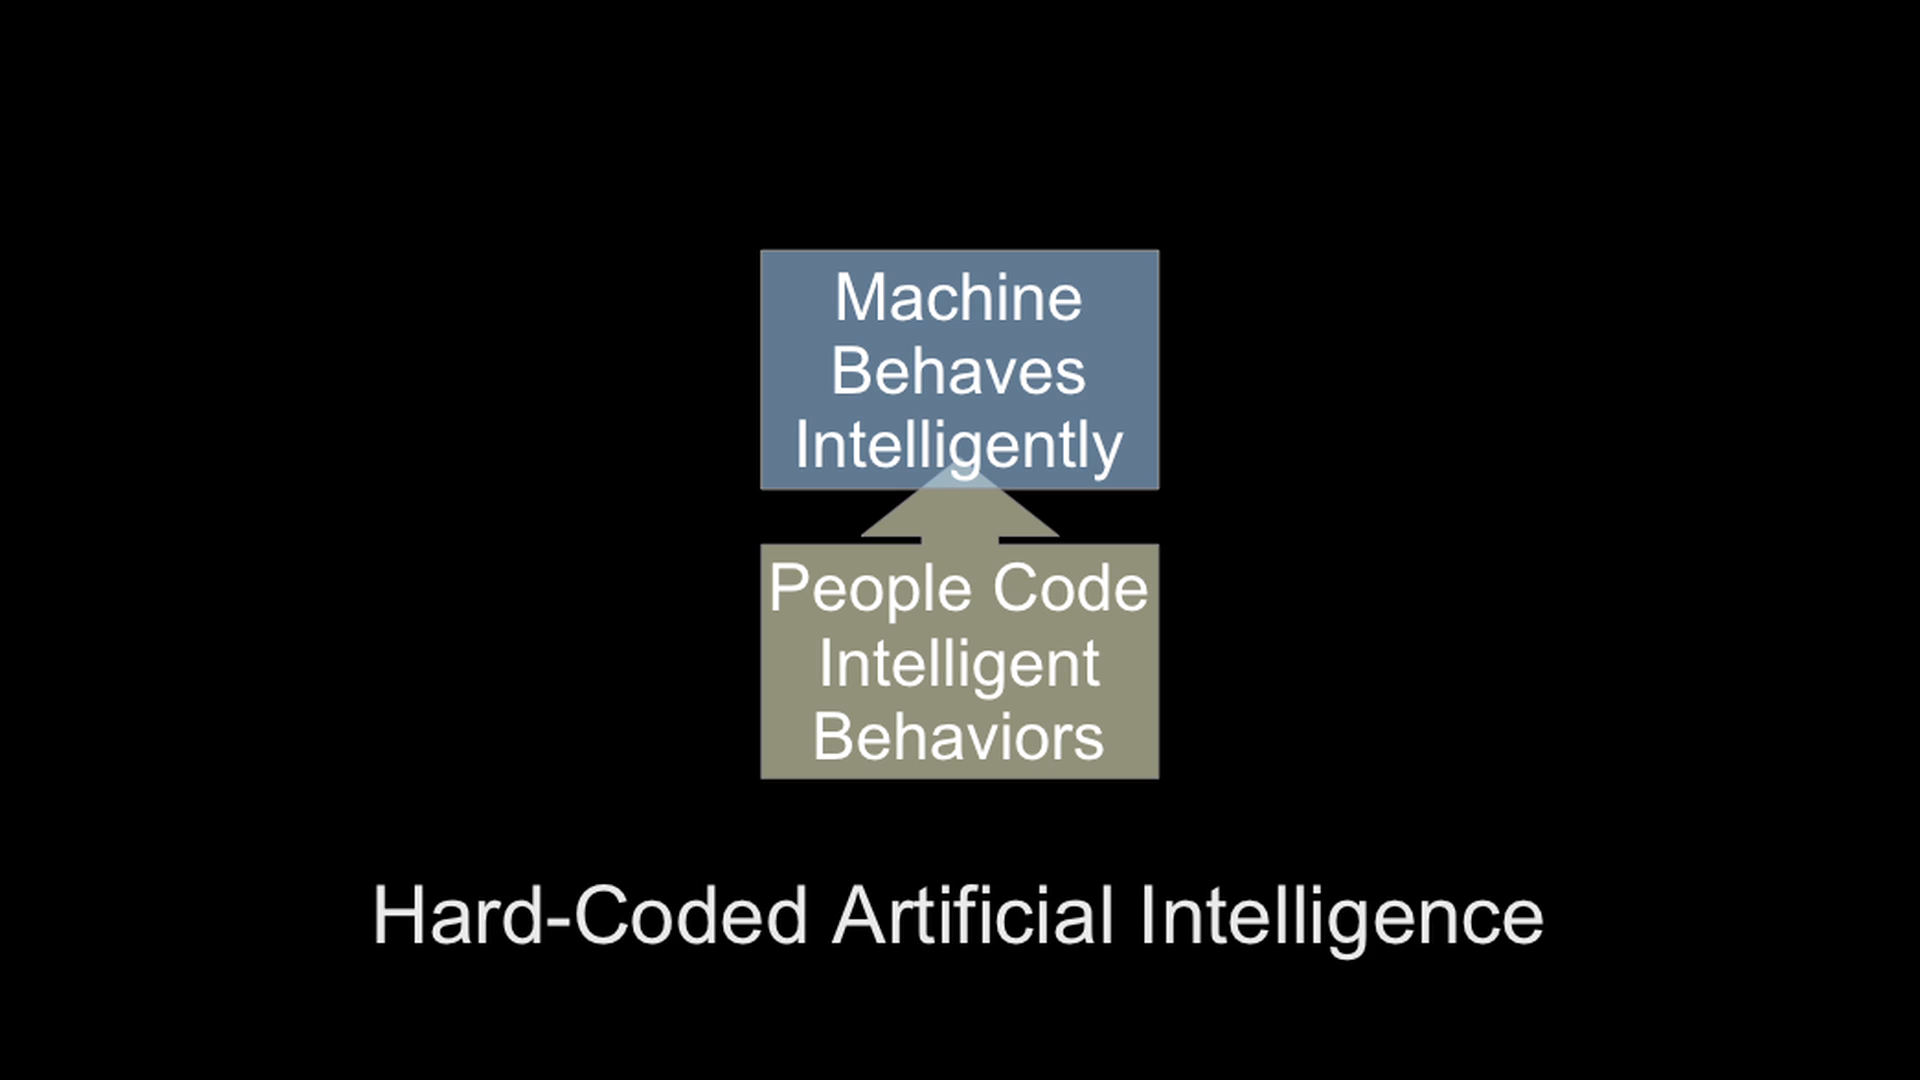 Machine
Behaves
Intelligently
People Code
Intelligent
Behaviors
Hard-Coded Artificial Intelligence